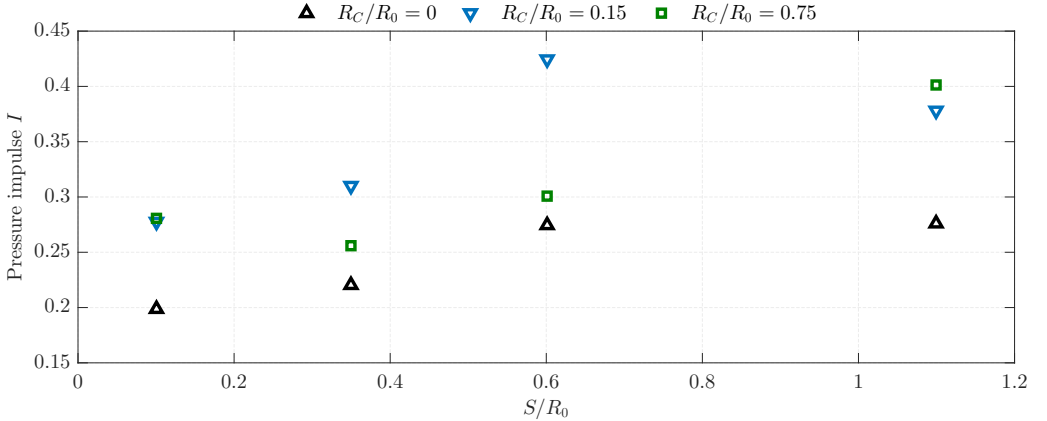 R_C/R_0 = 0 R_C/R_0 = 0.15 R_C/R_0 = 0.75
0.45
0.4
0.35
0.3
0.25
0.2
0.15
Pressure impulse I
0 0.2 0.4 0.6 0.8 1 1.2
S/R_0